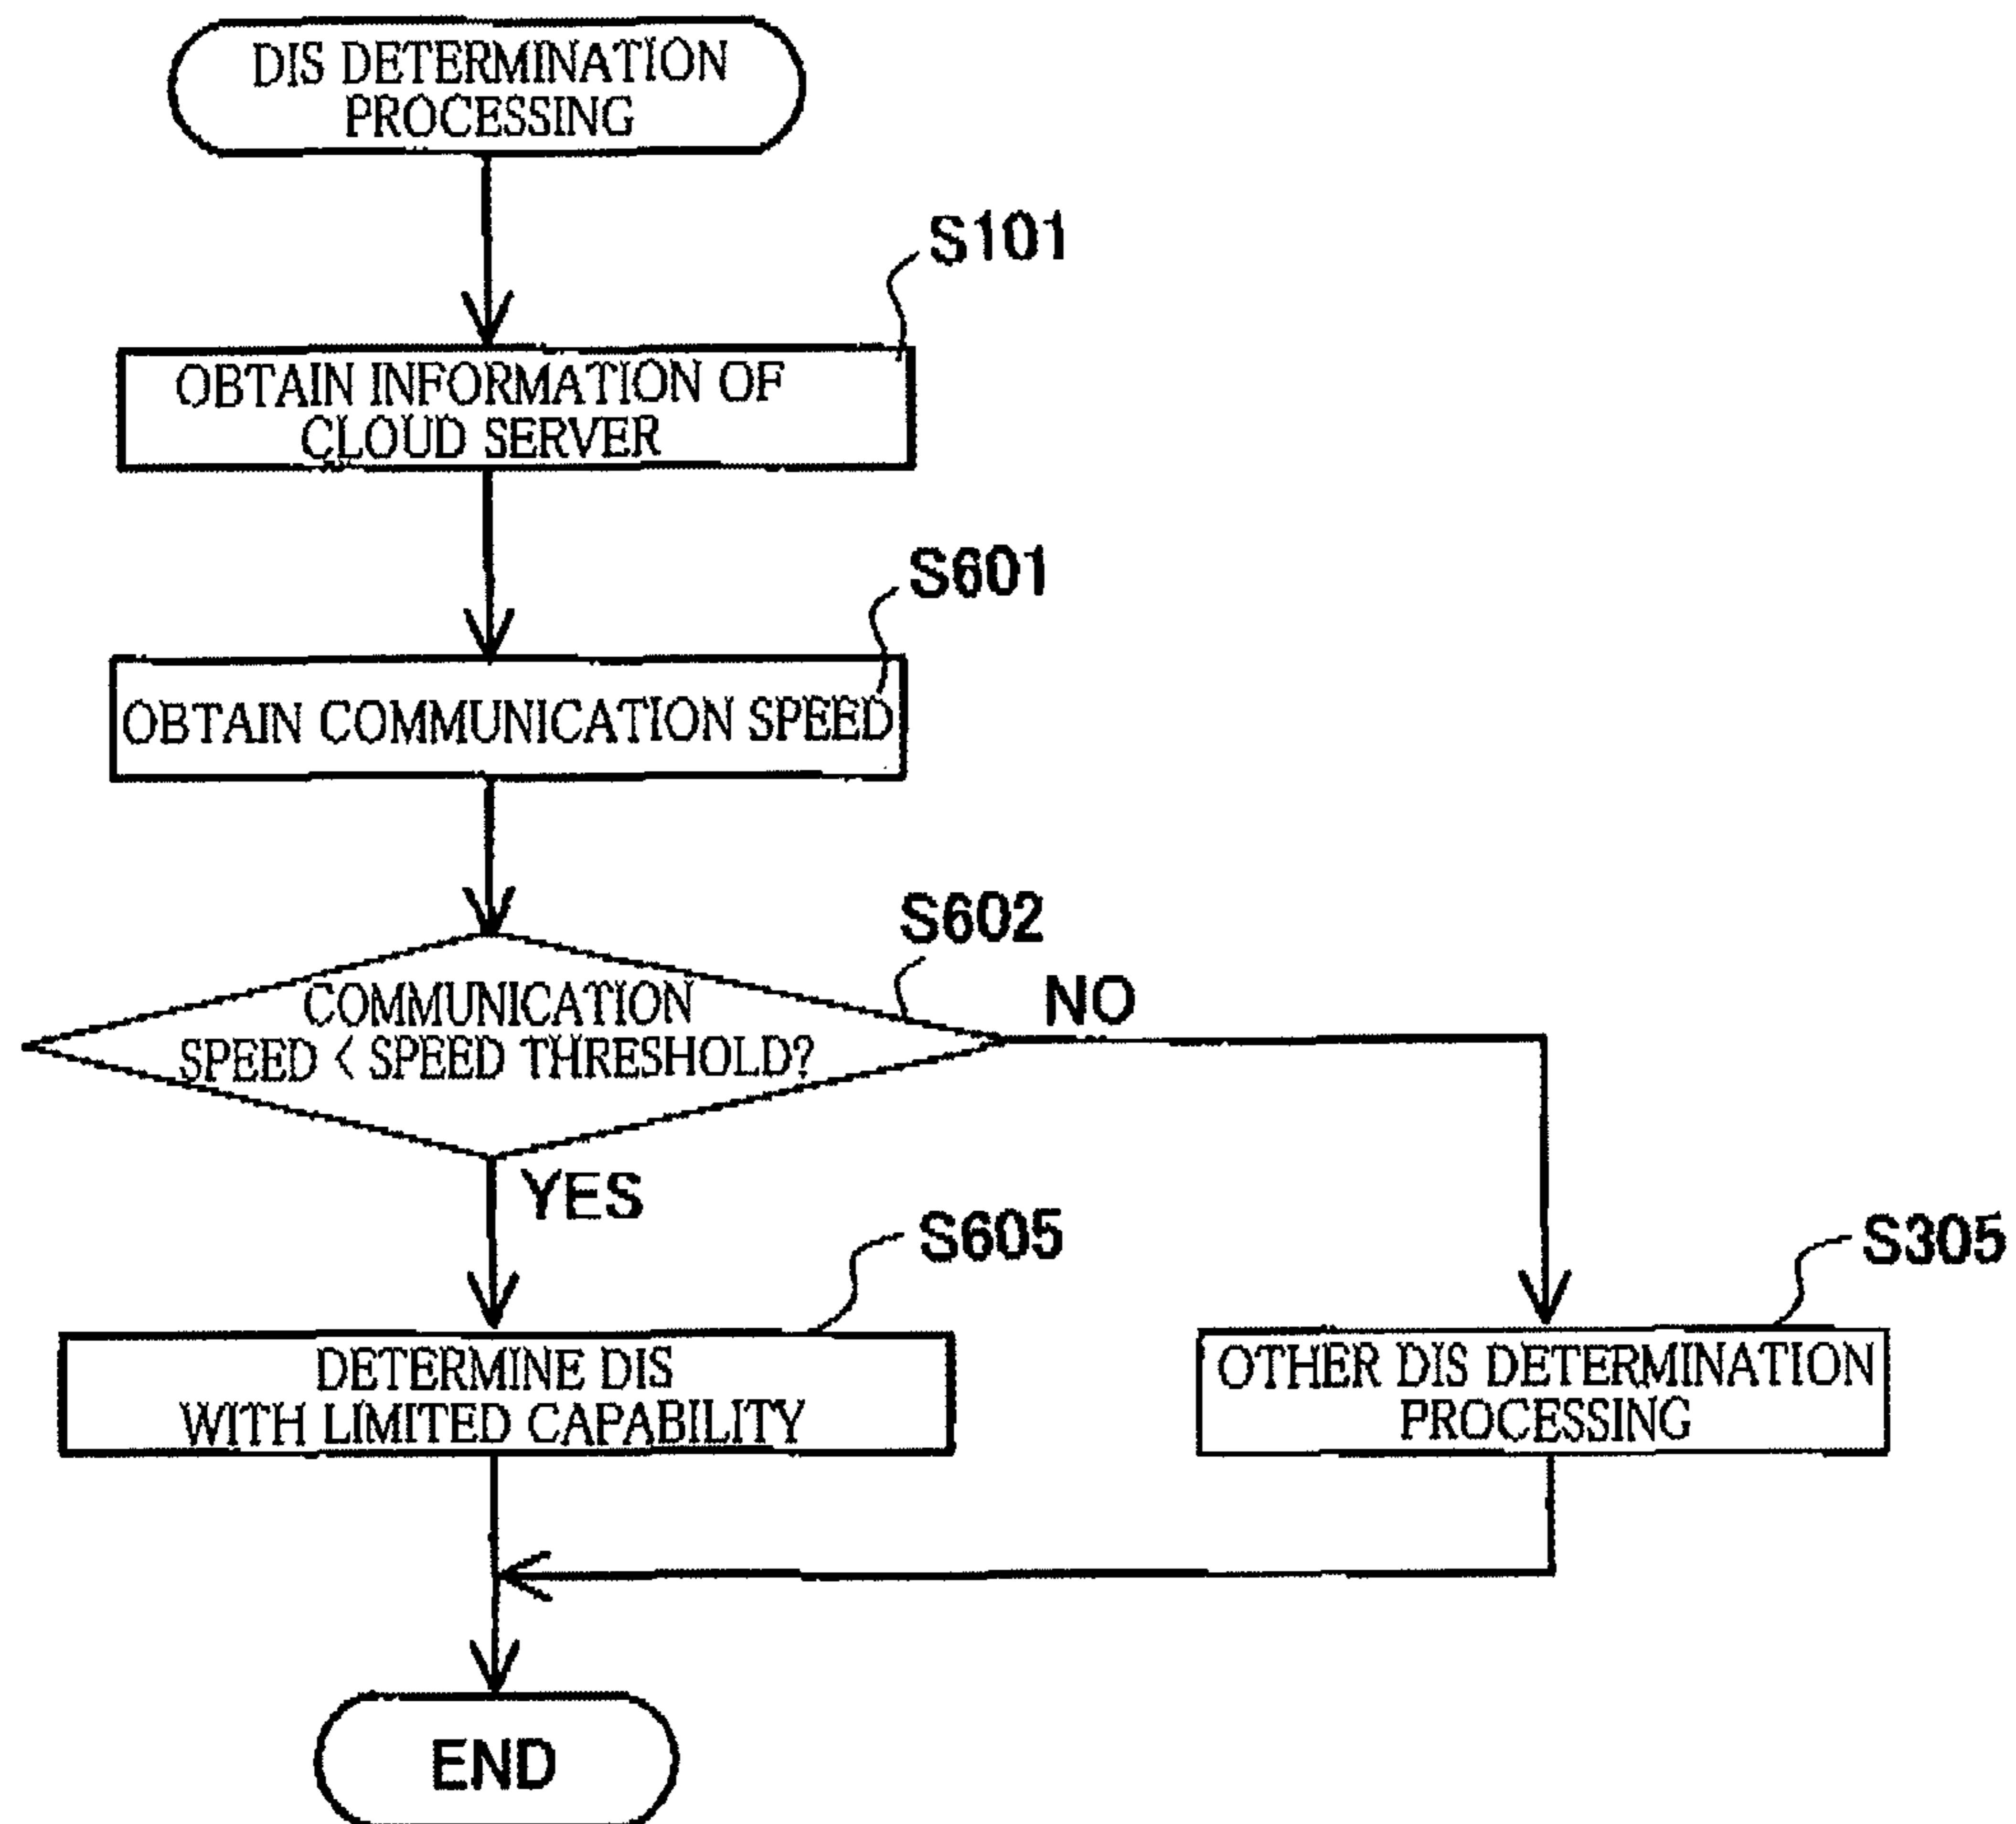 DIS DETERMINATION
PROCESSING
S101
OBTAIN INFORMATION OF
CLOUD SERVER
S601
OBTAIN COMMUNICATION SPEED
S602
COMMUNICATION
SPEED < SPEED THRESHOLD?
NO
YES
S605
DETERMINE DIS
WITH LIMITED CAPABILITY
S305
OTHER DIS DETERMINATION
PROCESSING
END